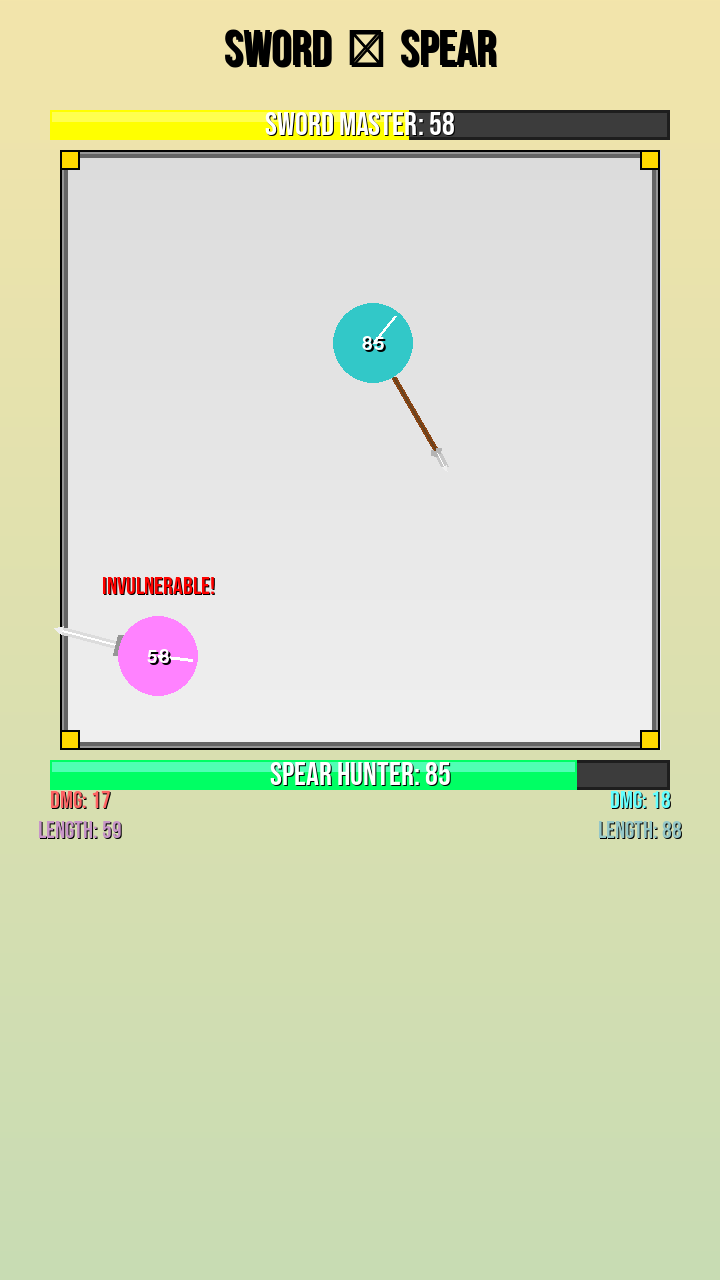 SWORD SPEAR
SWORD MASTER: 58
85
INVULNERABLE!
58
SPEAR HUNTER: 85
DMG: 17
DMG: 18
LENGTH: 59
LENGTH: 88